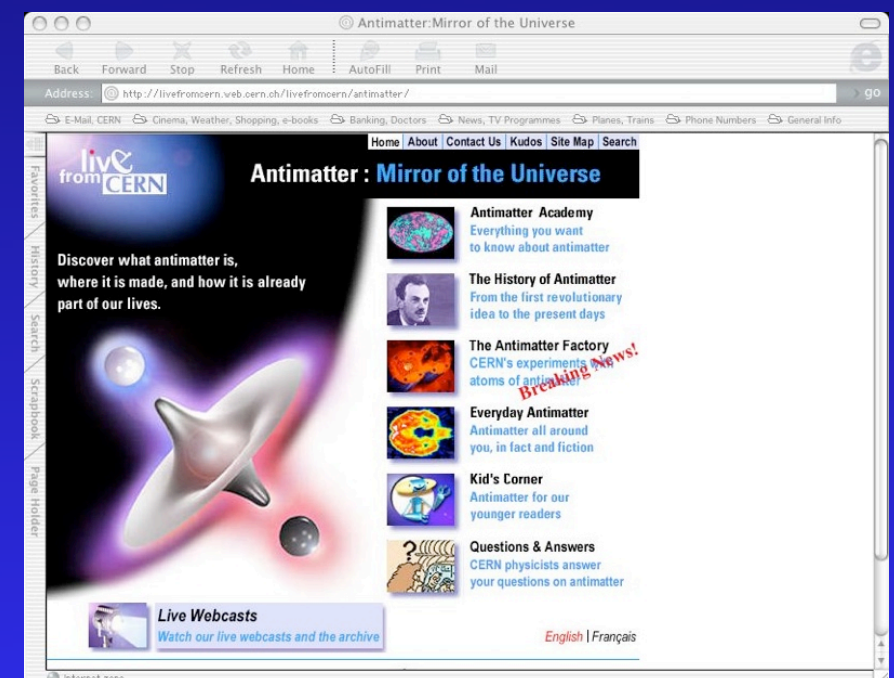 Antimatter:Mirror of the Universe
Back Forward Stop Refresh Home AutoFill Print Mail
Address: http://livefromcern.web.cern.ch/livefromcern/antimatter/ go
E-Mail, CERN Cinema, Weather, Shopping, e-books Banking, Doctors News, TV Programmes Planes, Trains Phone Numbers General Info
Favorites
History
Search
Scrapbook
Page Holder
Home About Contact Us Kudos Site Map Search
live
from CERN
Antimatter : Mirror of the Universe
Discover what antimatter is,
where it is made, and how it is already
part of our lives.
Antimatter Academy
Everything you want
to know about antimatter
The History of Antimatter
From the first revolutionary
idea to the present days
The Antimatter Factory
CERN's experiments with
atoms of antimatter
Breaking News!
Everyday Antimatter
Antimatter all around
you, in fact and fiction
Kid's Corner
Antimatter for our
younger readers
Questions & Answers
CERN physicists answer
your questions on antimatter
Live Webcasts
Watch our live webcasts and the archive
English | Français